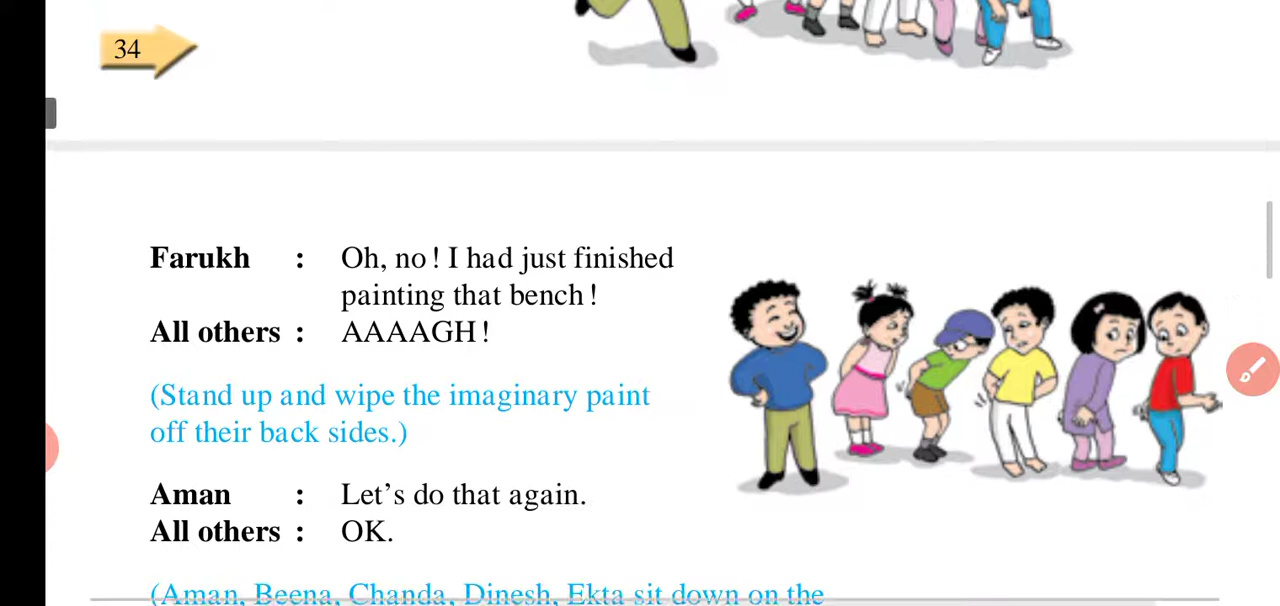 34
Farukh : Oh, no ! I had just finished
painting that bench !
All others : AAAAGH !
(Stand up and wipe the imaginary paint
off their back sides.)
Aman : Let’s do that again.
All others : OK.
(Aman, Beena, Chanda, Dinesh, Ekta sit down on the